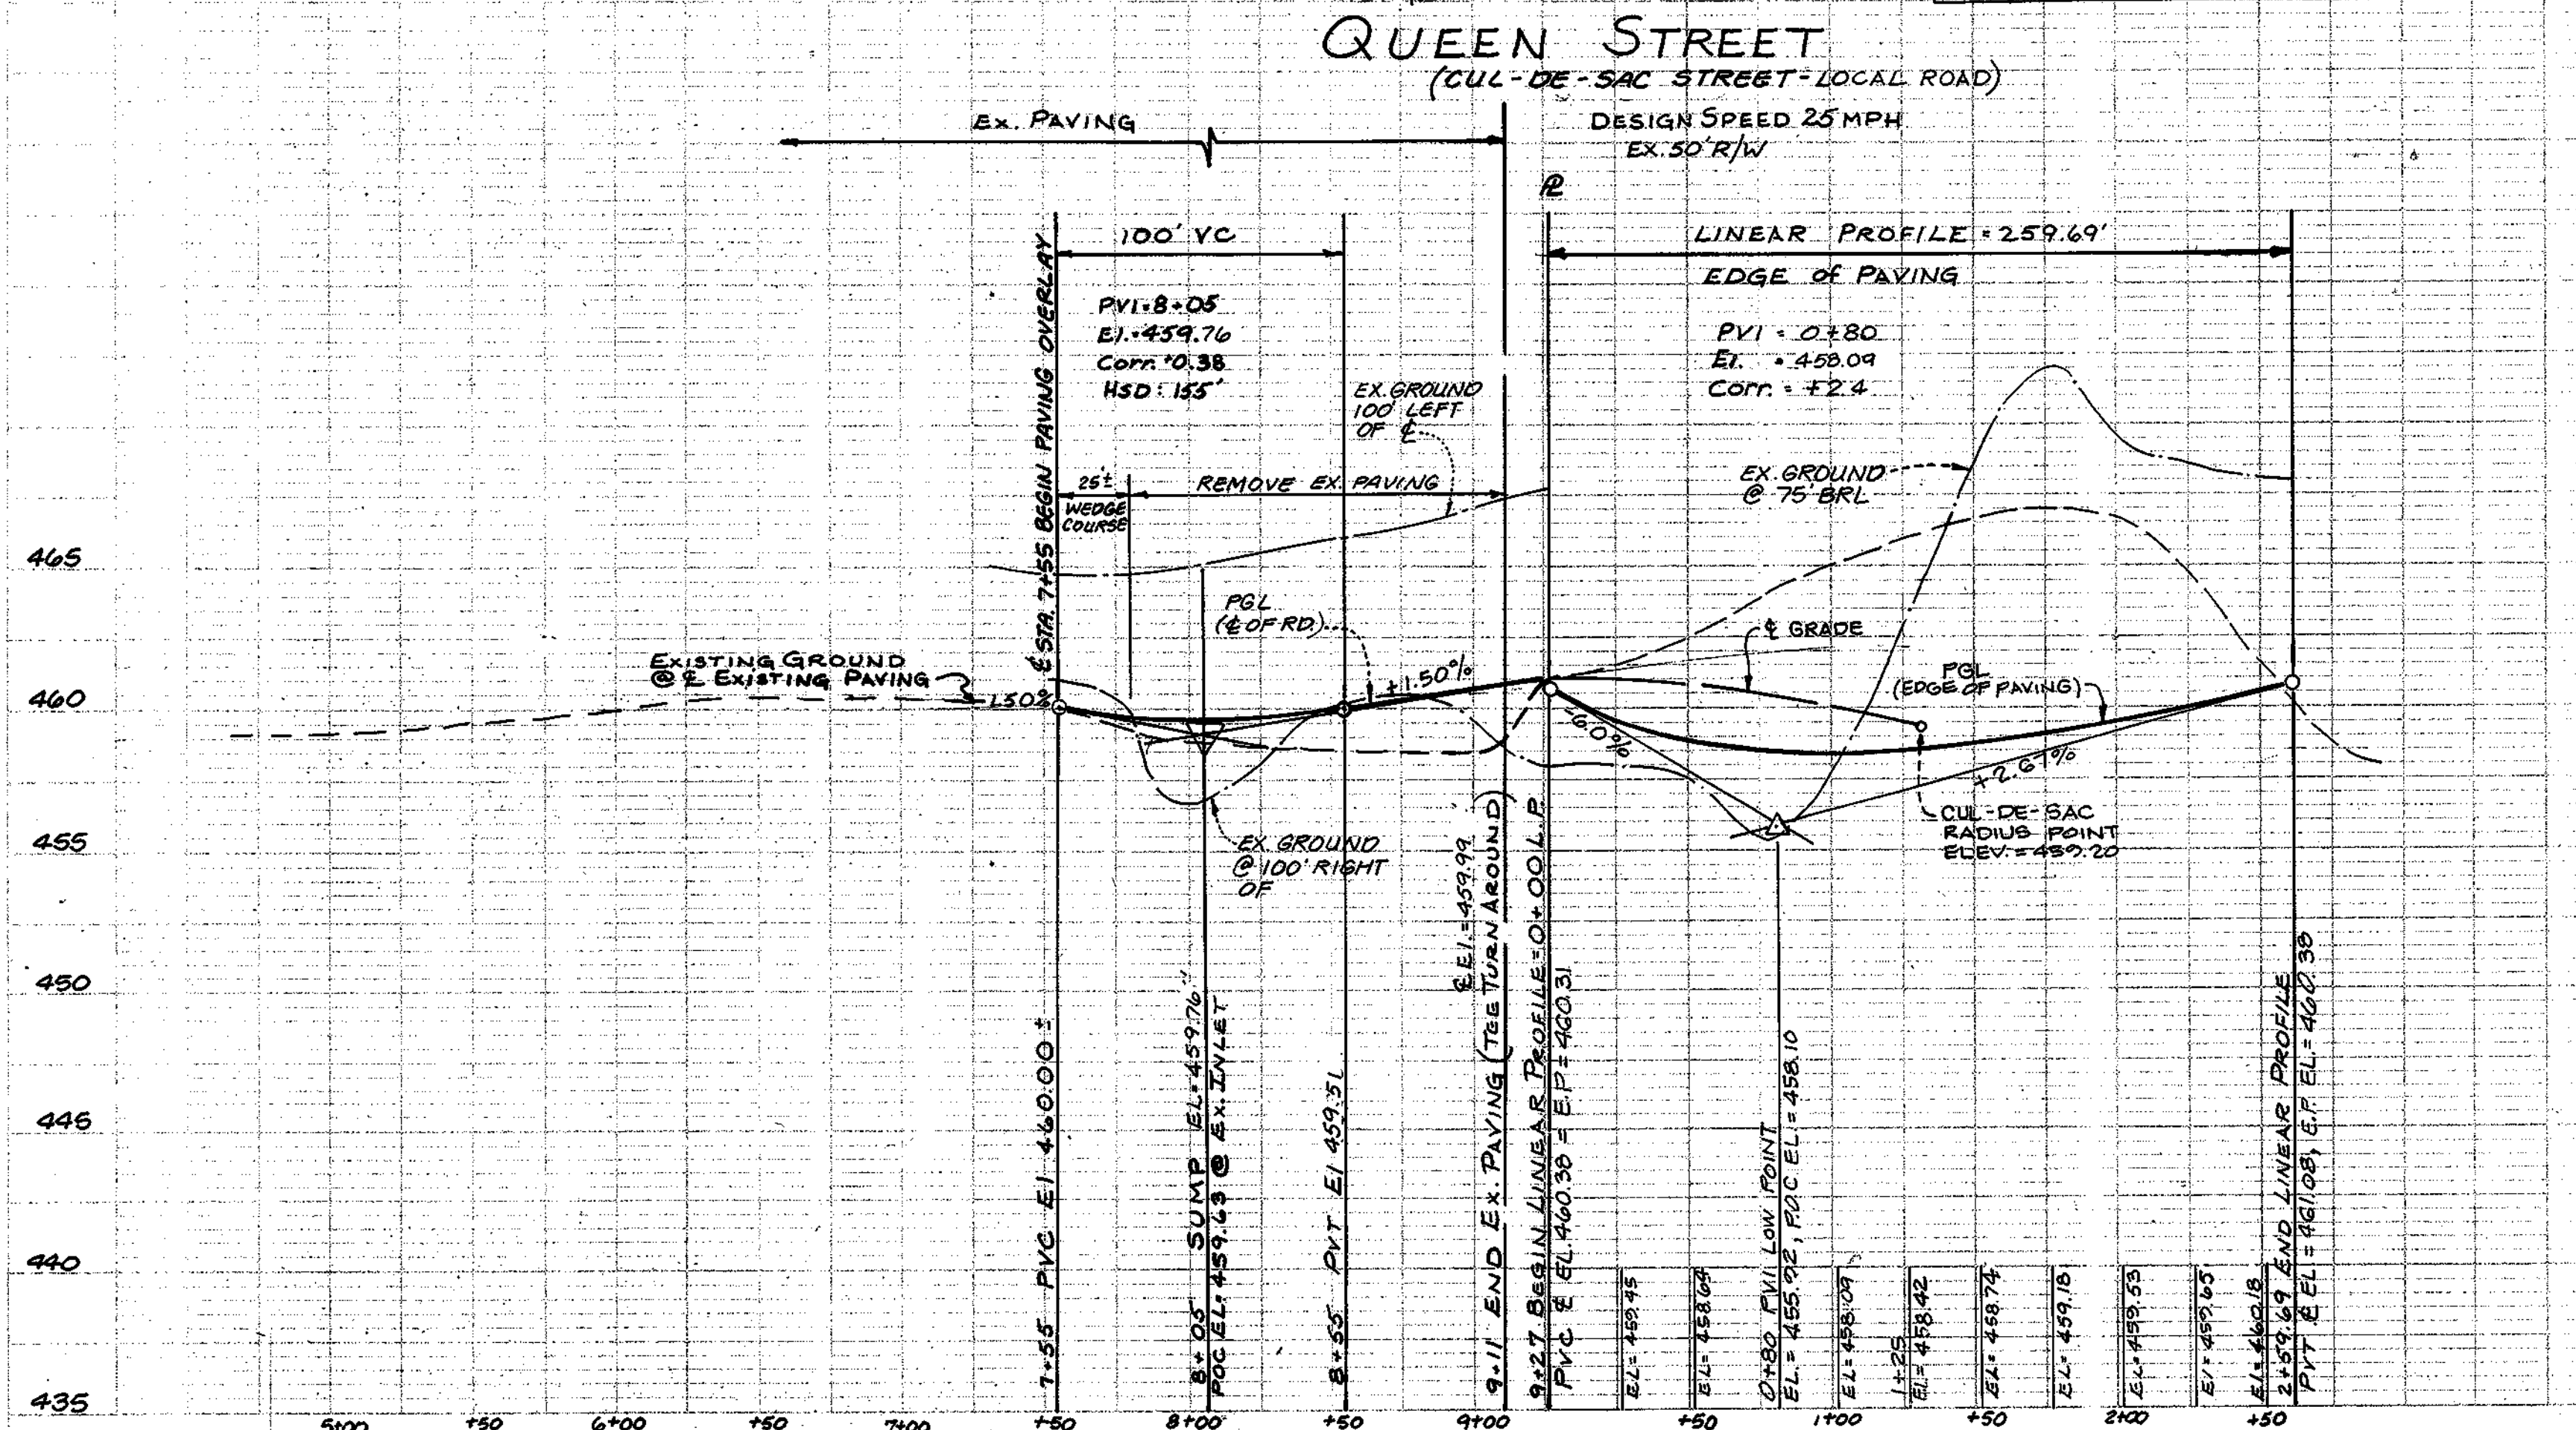 QUEEN STREET
(CUL-DE-SAC STREET-LOCAL ROAD)
EX. PAVING
DESIGN SPEED 25 MPH
EX. 50' R/W
100' VC
LINEAR PROFILE = 259.69'
EDGE of PAVING
PVI=8+05
El.=459.76
Corr. +0.38
HSD: 155'
PVI = 0+80
El. = 458.09
Corr. = +2.4
EX. GROUND
100' LEFT
OF ℄
EX. GROUND
@ 75' BRL
25'±
WEDGE
COURSE
REMOVE EX. PAVING
℄ STA. 7+55 BEGIN PAVING OVERLAY
PGL
(℄ OF RD.)
℄ GRADE
EXISTING GROUND
@ ℄ EXISTING PAVING
1.50%
+1.50%
PGL
(EDGE OF PAVING)
-6.0%
+2.67%
CUL-DE-SAC
RADIUS POINT
ELEV. = 459.20
EX. GROUND
@ 100' RIGHT
OF
465
460
455
450
445
440
435
7+55 PVC El 460.00±
8+05 SUMP EL=459.76
POC EL=459.63 @ EX. INLET
8+55 PVT El 459.51
℄ El.=459.99
9+11 END EX. PAVING (TEE TURN AROUND)
9+27 BEGIN LINEAR PROFILE=0+00 L.P.
PVC ℄ EL. 460.38 = E.P.=460.31
EL=459.45
EL=458.69
0+80 PVI LOW POINT
EL.=455.92, P.O.C EL.=458.10
EL=458.09
1+25
EL=458.42
EL=458.74
EL=459.18
EL=459.53
El=459.65
El=460.18
2+59.69 END LINEAR PROFILE
PVT ℄ EL=461.08, E.P. EL.=460.38
5+00 +50 6+00 +50 7+00 +50 8+00 +50 9+00 +50 1+00 +50 2+00 +50